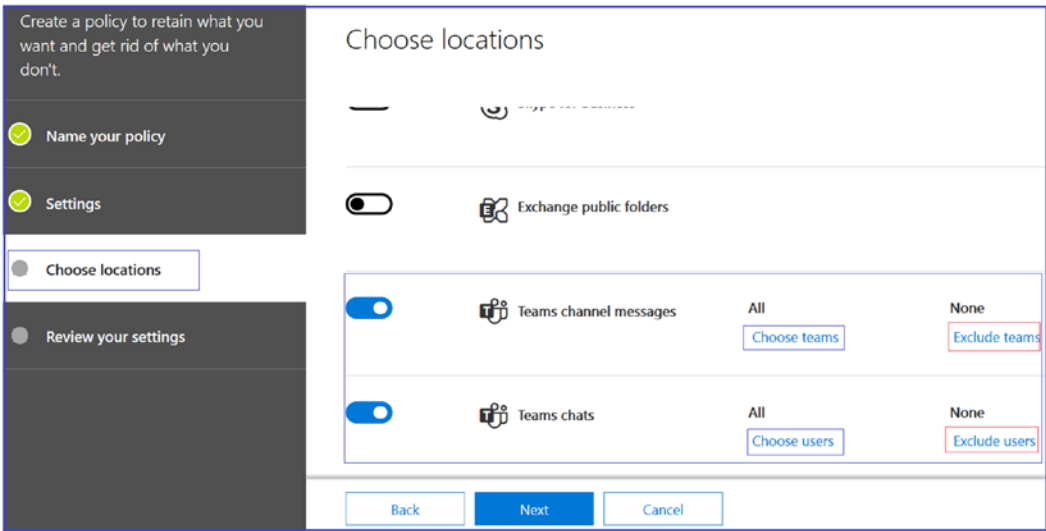 Create a policy to retain what you
want and get rid of what you
don't.
Name your policy
Settings
Choose locations
Review your settings
Choose locations
Exchange public folders
Teams channel messages
All
Choose teams
None
Exclude teams
Teams chats
All
Choose users
None
Exclude users
Back
Next
Cancel